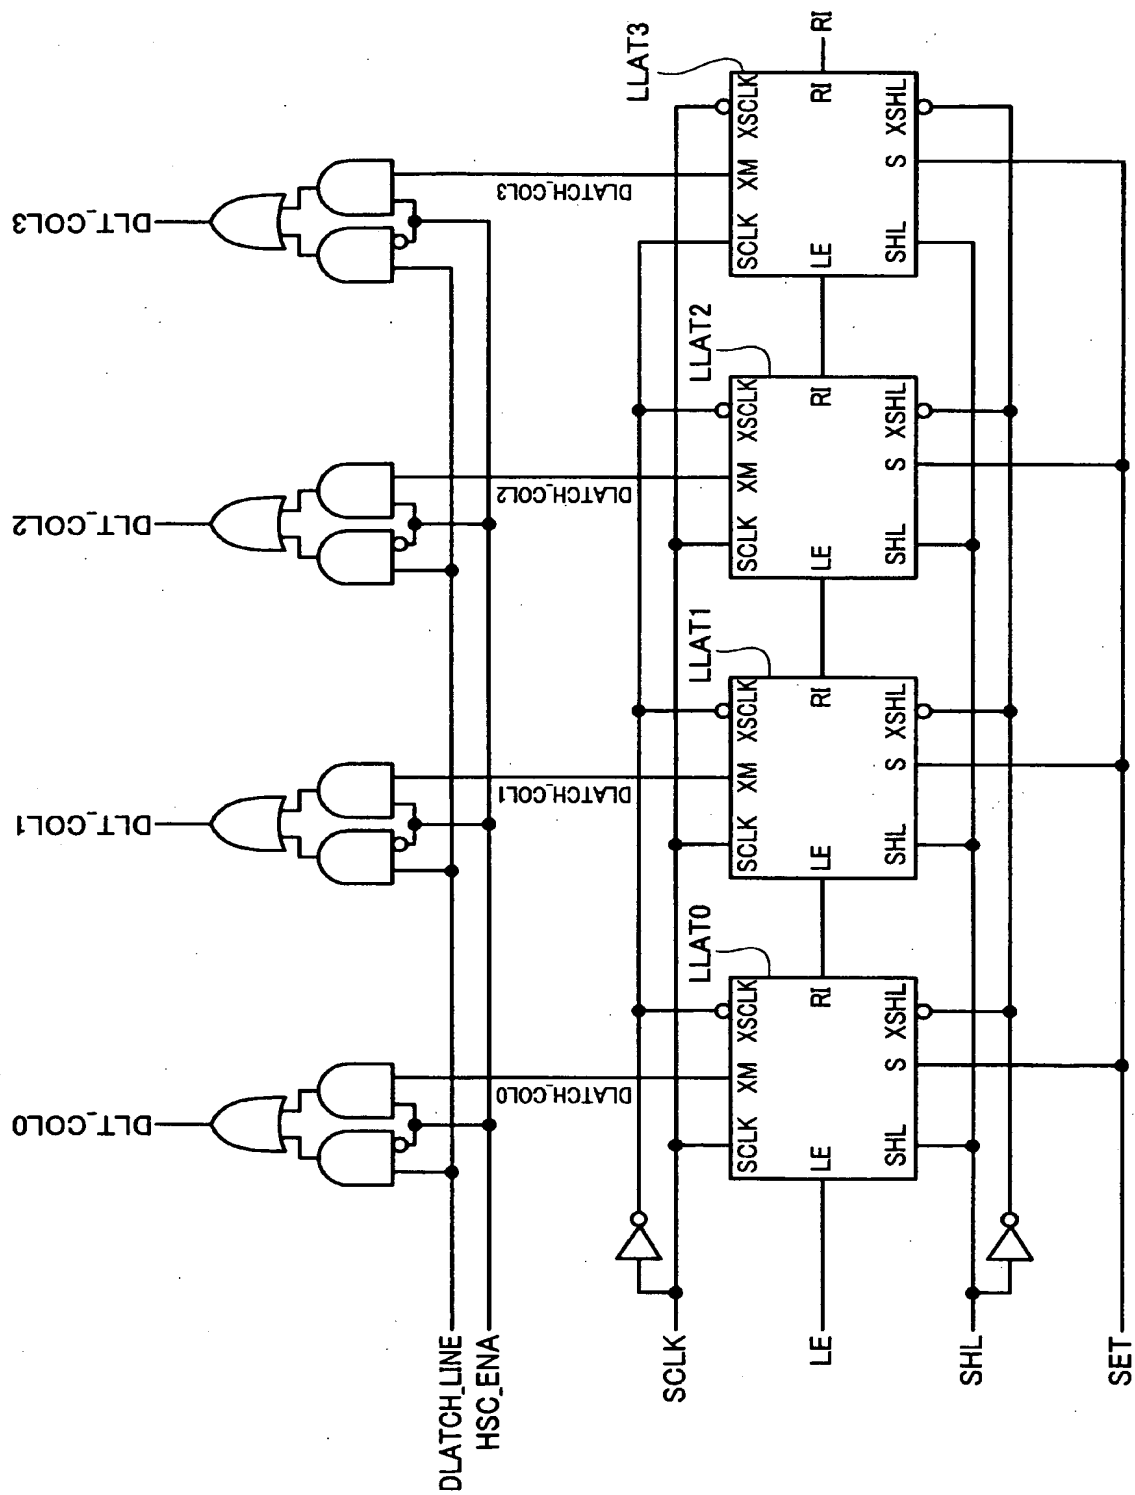 DLT_COL0
DLT_COL1
DLT_COL2
DLT_COL3
DLATCH_LINE
HSC_ENA
DLATCH_COL0
DLATCH_COL1
DLATCH_COL2
DLATCH_COL3
LLAT0
LLAT1
LLAT2
LLAT3
SCLK
SCLK XM XSCLK
SCLK XM XSCLK
SCLK XM XSCLK
SCLK XM XSCLK
LE
LE RI
LE RI
LE RI
LE RI
RI
SHL S XSHL
SHL S XSHL
SHL S XSHL
SHL S XSHL
SHL
SET